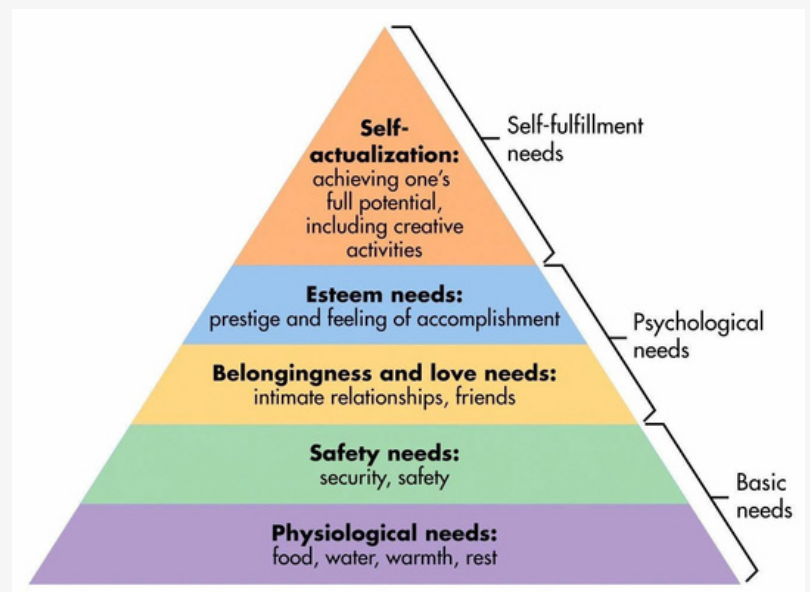 Self-
actualization:
achieving one's
full potential,
including creative
activities
Esteem needs:
prestige and feeling of accomplishment
Belongingness and love needs:
intimate relationships, friends
Safety needs:
security, safety
Physiological needs:
food, water, warmth, rest
Self-fulfillment
needs
Psychological
needs
Basic
needs